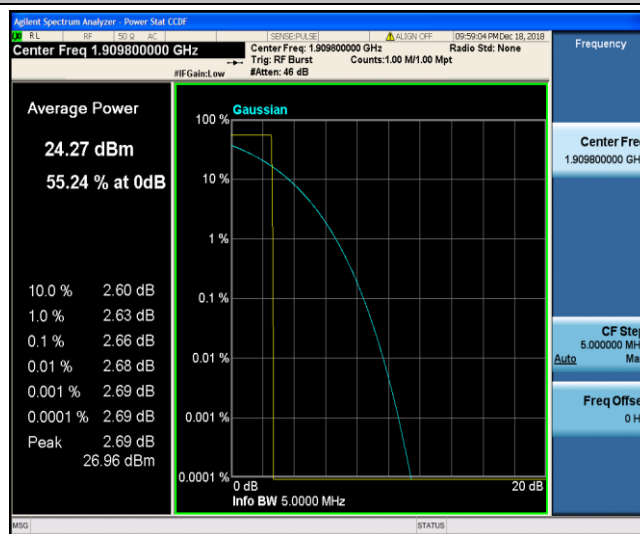 Agilent Spectrum Analyzer - Power Stat CCDF
RL RF 50 Ω AC SENSE:PULSE ALIGN OFF 09:59:04 PM Dec 18, 2018
Center Freq 1.909800000 GHz
Center Freq: 1.909800000 GHz Radio Std: None
Trig: RF Burst Counts:1.00 M/1.00 Mpt
#IFGain:Low #Atten: 46 dB
Frequency
Average Power
24.27 dBm
55.24 % at 0dB
10.0 % 2.60 dB
1.0 % 2.63 dB
0.1 % 2.66 dB
0.01 % 2.68 dB
0.001 % 2.69 dB
0.0001 % 2.69 dB
Peak 2.69 dB
26.96 dBm
Gaussian
100 %
10 %
1 %
0.1 %
0.01 %
0.001 %
0.0001 %
0 dB 20 dB
Info BW 5.0000 MHz
Center Fre
1.909800000 GH
CF Ste
5.000000 MH
Auto Ma
Freq Offse
0 H
MSG STATUS